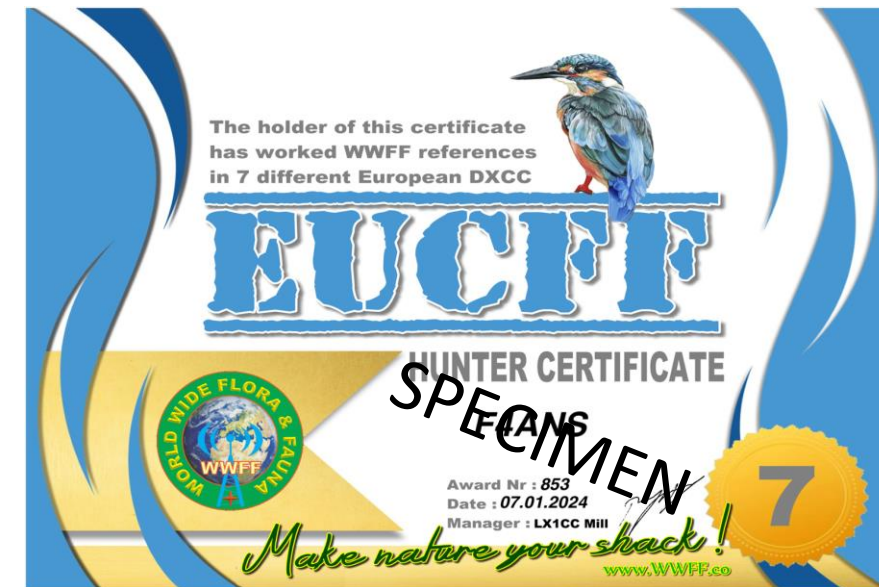 The holder of this certificate
has worked WWFF references
in 7 different European DXCC
EUCFF
HUNTER CERTIFICATE
SPECIMEN
F4ANS
WORLD WIDE FLORA & FAUNA
WWFF
Award Nr : 853
Date : 07.01.2024
Manager : LX1CC Mill
7
Make nature your shack !
www.WWFF.co